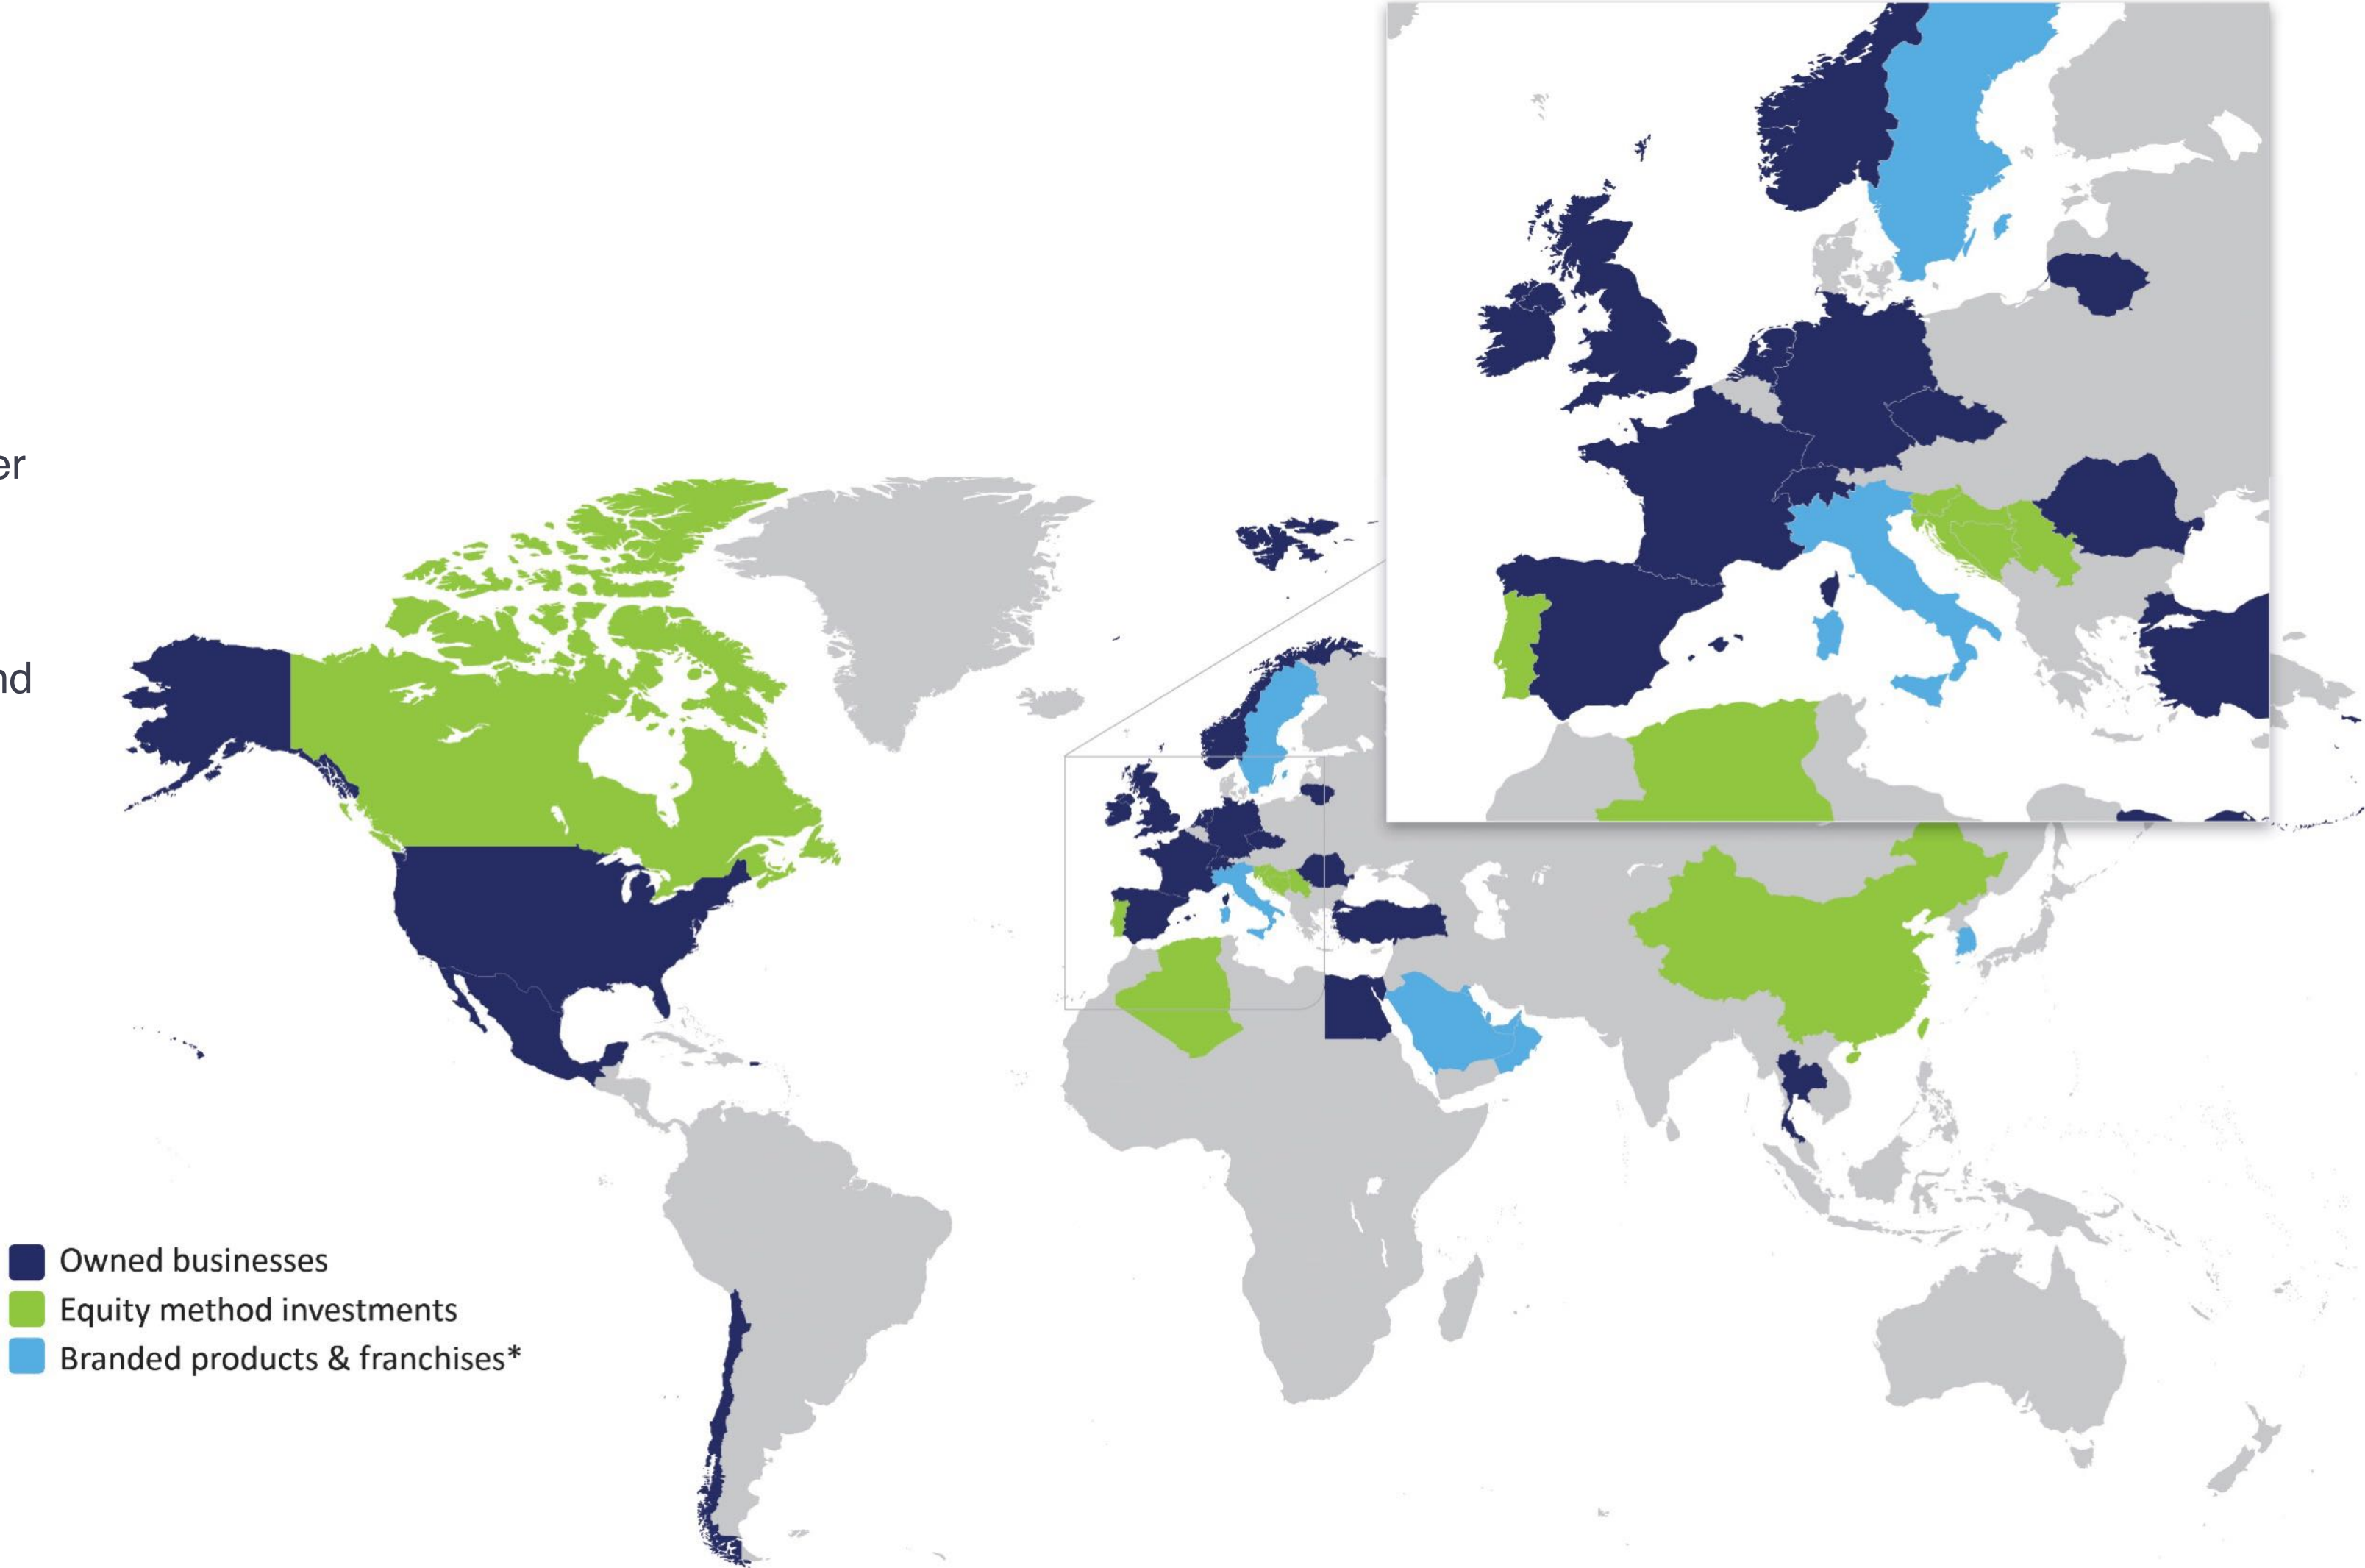 er
nd
Owned businesses
Equity method investments
Branded products & franchises*